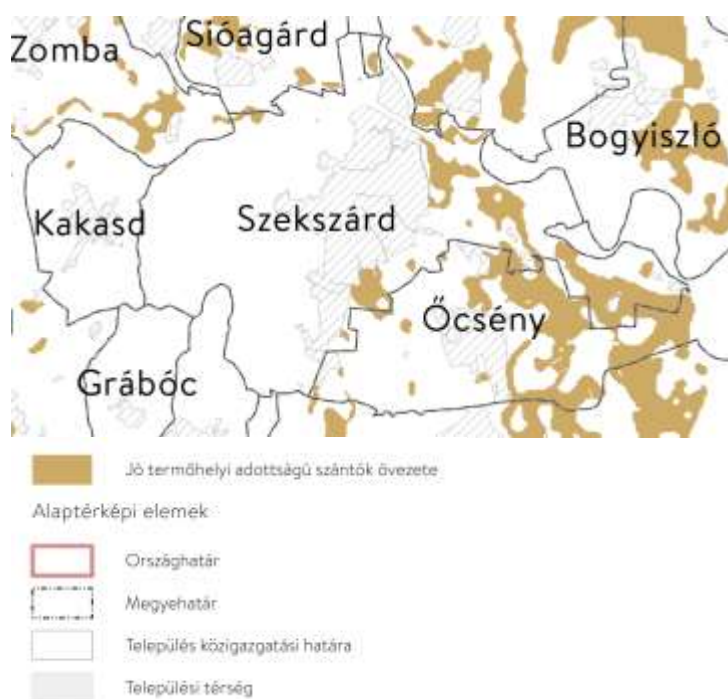 Zomba
Sióagárd
Bogyiszló
Kakasd
Szekszárd
Őcsény
Grábóc
Jó termőhelyi adottságú szántók övezete
Alaptérképi elemek
Országhatár
Megyehatár
Település közigazgatási határa
Települési térség